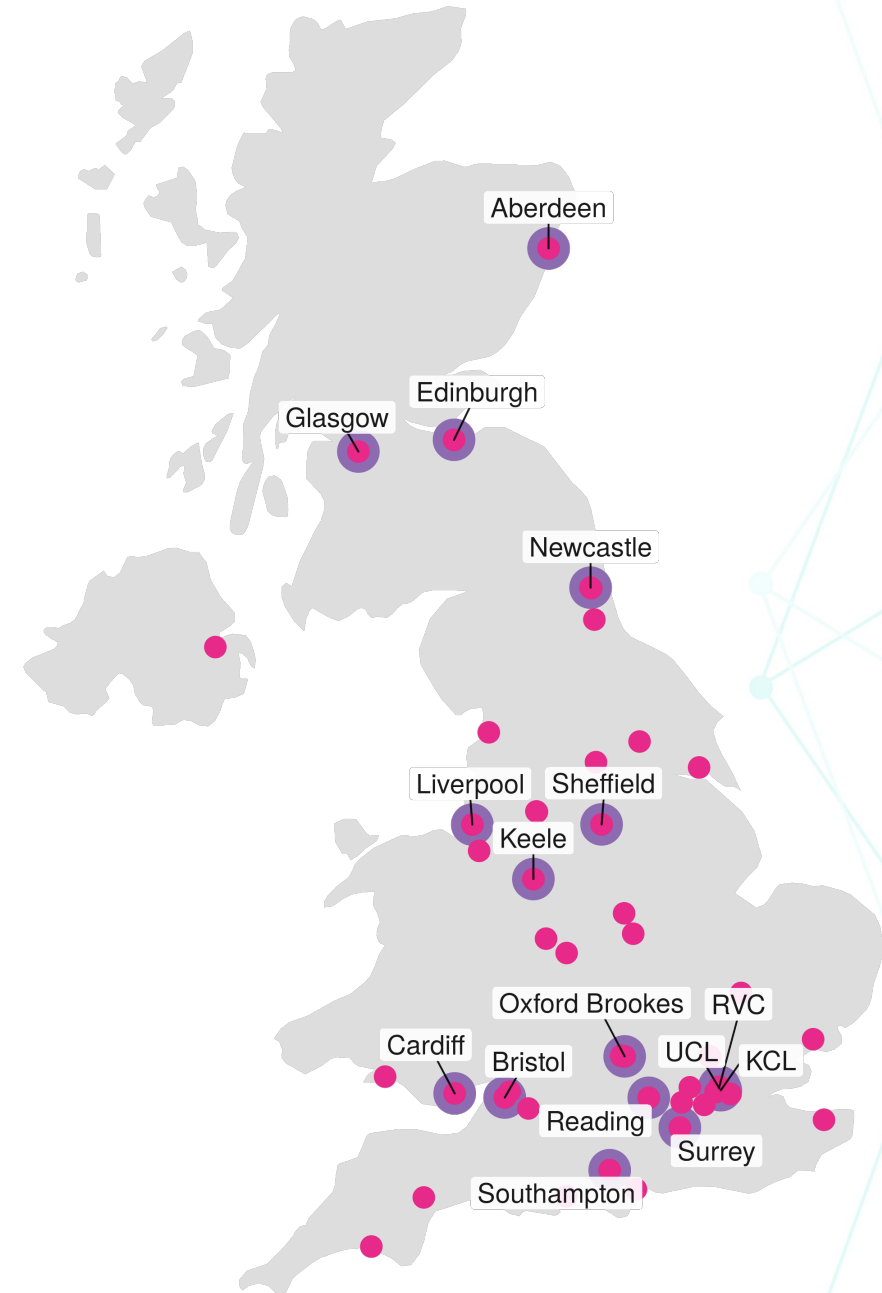 Aberdeen
Edinburgh
Glasgow
Newcastle
Liverpool
Sheffield
Keele
Oxford Brookes
RVC
Cardiff
UCL
Bristol
KCL
Reading
Surrey
Southampton